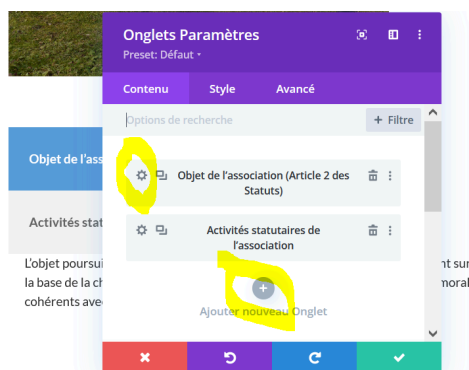 Onglets Paramètres
Preset: Défaut
Contenu Style Avancé
Options de recherche + Filtre
Objet de l'ass
Objet de l'association (Article 2 des
Statuts)
Activités stat
Activités statutaires de
l'association
L'objet poursui nt sur
la base de la ch moral
cohérents ave
Ajouter nouveau Onglet